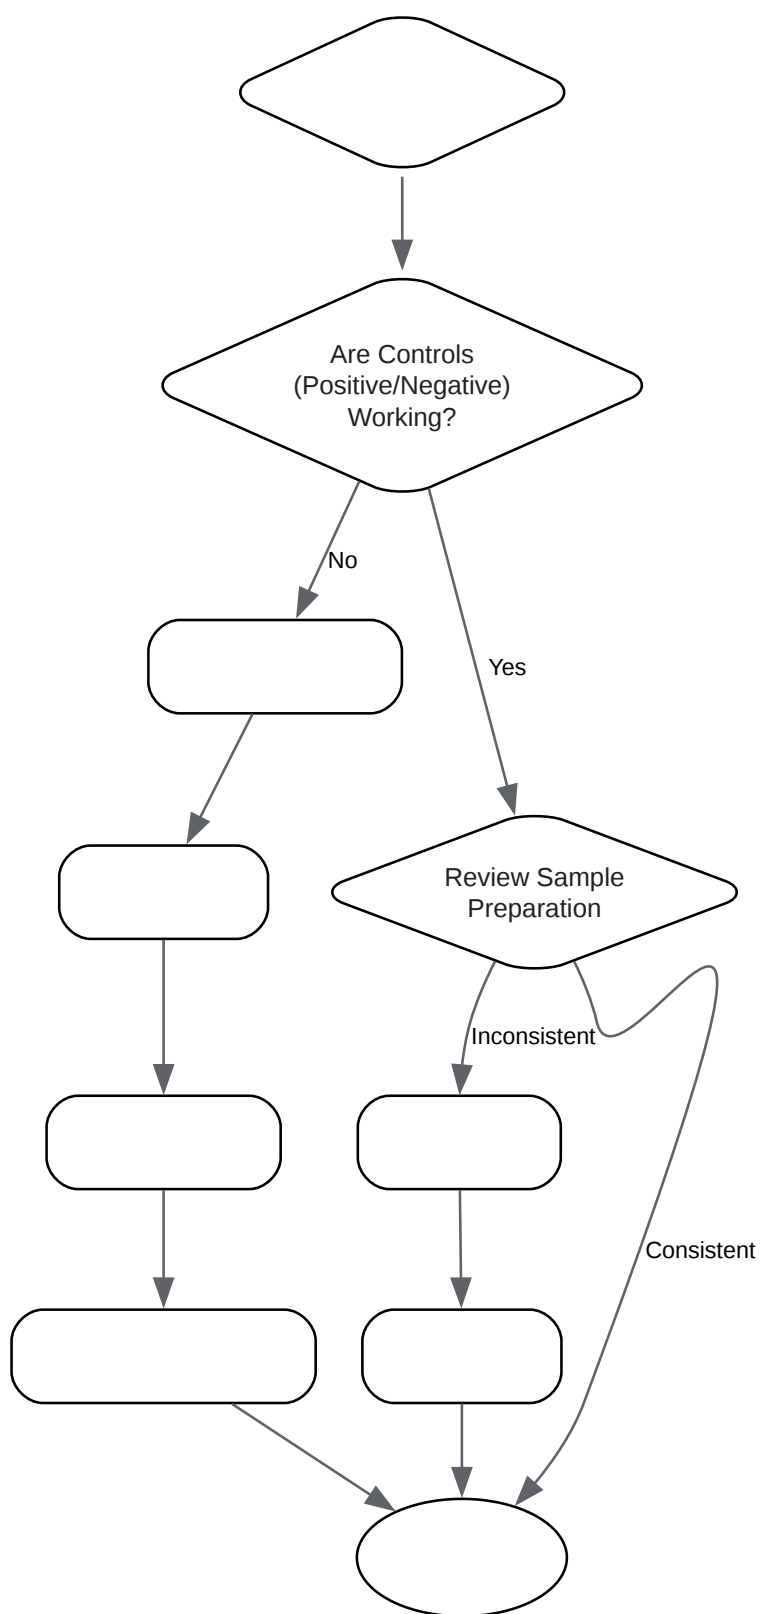 Are Controls
(Positive/Negative)
Working?
No
Yes
Review Sample
Preparation
Inconsistent
Consistent